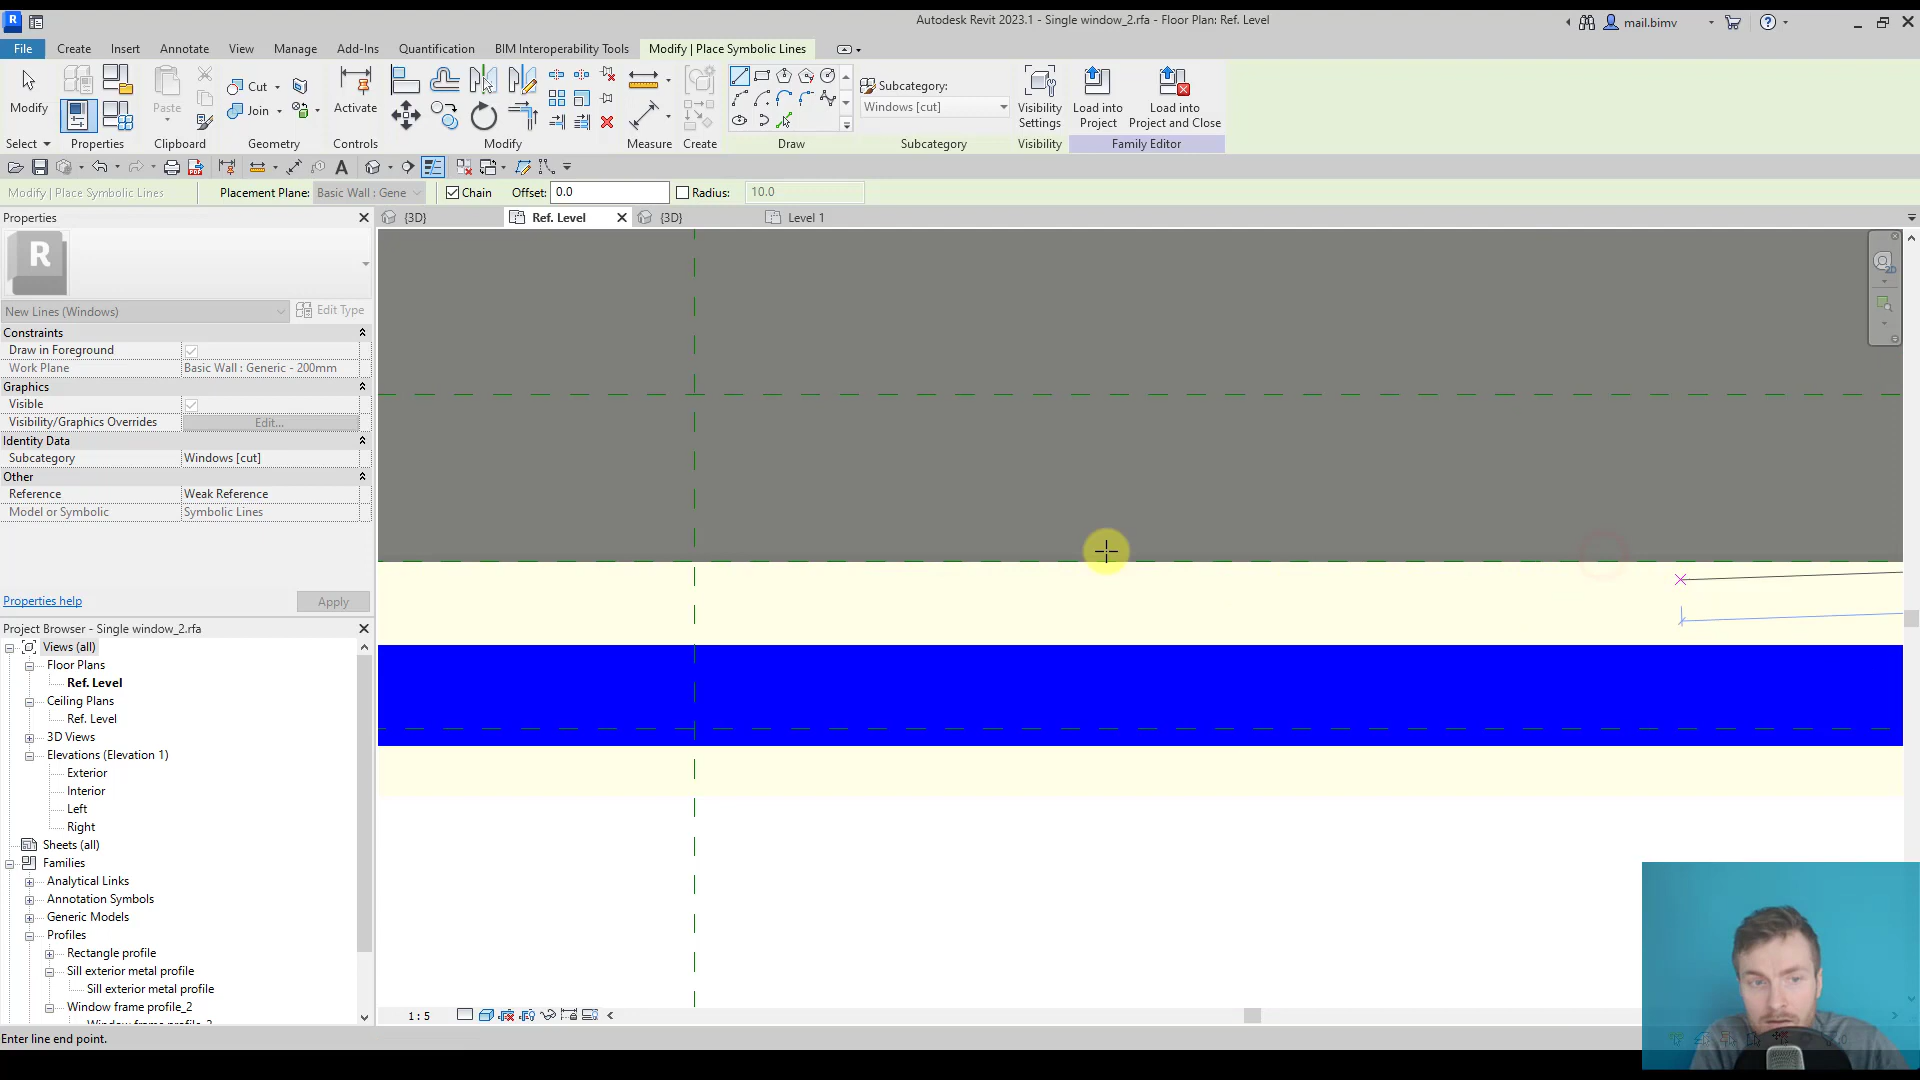 Autodesk Revit 2023.1 - Single window_2.rfa - Floor Plan: Ref. Level
mail.bimv
File Create Insert Annotate View Manage Add-Ins Quantification BIM Interoperability Tools Modify | Place Symbolic Lines
Modify Paste Cut Join Activate Subcategory: Windows [cut] Visibility Settings Load into Project Load into Project and Close
Select Properties Clipboard Geometry Controls Modify Measure Create Draw Subcategory Visibility Family Editor
Modify | Place Symbolic Lines Placement Plane: Basic Wall : Gene Chain Offset: 0.0 Radius: 10.0
Properties
{3D} Ref. Level {3D} Level 1
R
New Lines (Windows) Edit Type
Constraints
Draw in Foreground
Work Plane Basic Wall : Generic - 200mm
Graphics
Visible
Visibility/Graphics Overrides Edit...
Identity Data
Subcategory Windows [cut]
Other
Reference Weak Reference
Model or Symbolic Symbolic Lines
Properties help Apply
Project Browser - Single window_2.rfa
Views (all)
Floor Plans
Ref. Level
Ceiling Plans
Ref. Level
3D Views
Elevations (Elevation 1)
Exterior
Interior
Left
Right
Sheets (all)
Families
Analytical Links
Annotation Symbols
Generic Models
Profiles
Rectangle profile
Sill exterior metal profile
Sill exterior metal profile
Window frame profile_2
1 : 5
Enter line end point.